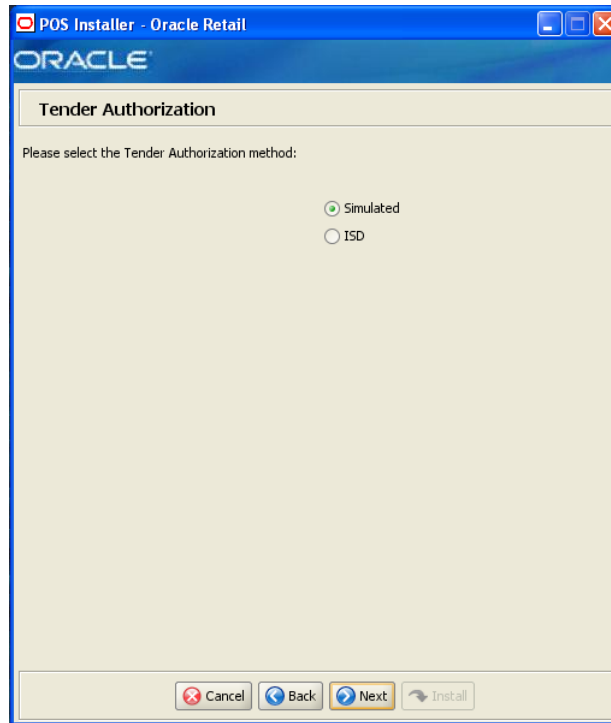 POS Installer - Oracle Retail
ORACLE
Tender Authorization
Please select the Tender Authorization method:
Simulated
ISD
Cancel Back Next Install